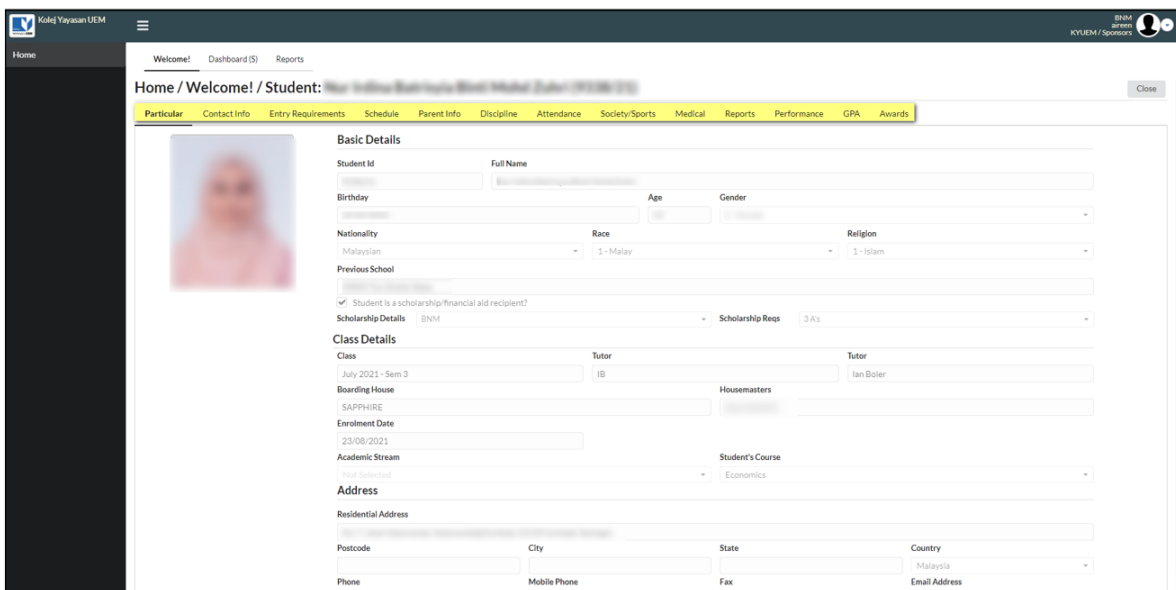 Kolej Yayasan UEM
BNM
aireen
KYUEM / Sponsors
Home
Welcome! Dashboard (S) Reports
Home / Welcome! / Student:
Close
Particular Contact Info Entry Requirements Schedule Parent Info Discipline Attendance Society/Sports Medical Reports Performance GPA Awards
Basic Details
Student Id Full Name
Birthday Age Gender
Nationality Race Religion
Malaysian 1 - Malay 1 - Islam
Previous School
Student is a scholarship/financial aid recipient?
Scholarship Details BNM Scholarship Reqs 3 A's
Class Details
Class Tutor Tutor
July 2021 - Sem 3 IB Ian Boler
Boarding House Housemasters
SAPPHIRE
Enrolment Date
23/08/2021
Academic Stream Student's Course
Not Selected Economics
Address
Residential Address
Postcode City State Country
Malaysia
Phone Mobile Phone Fax Email Address